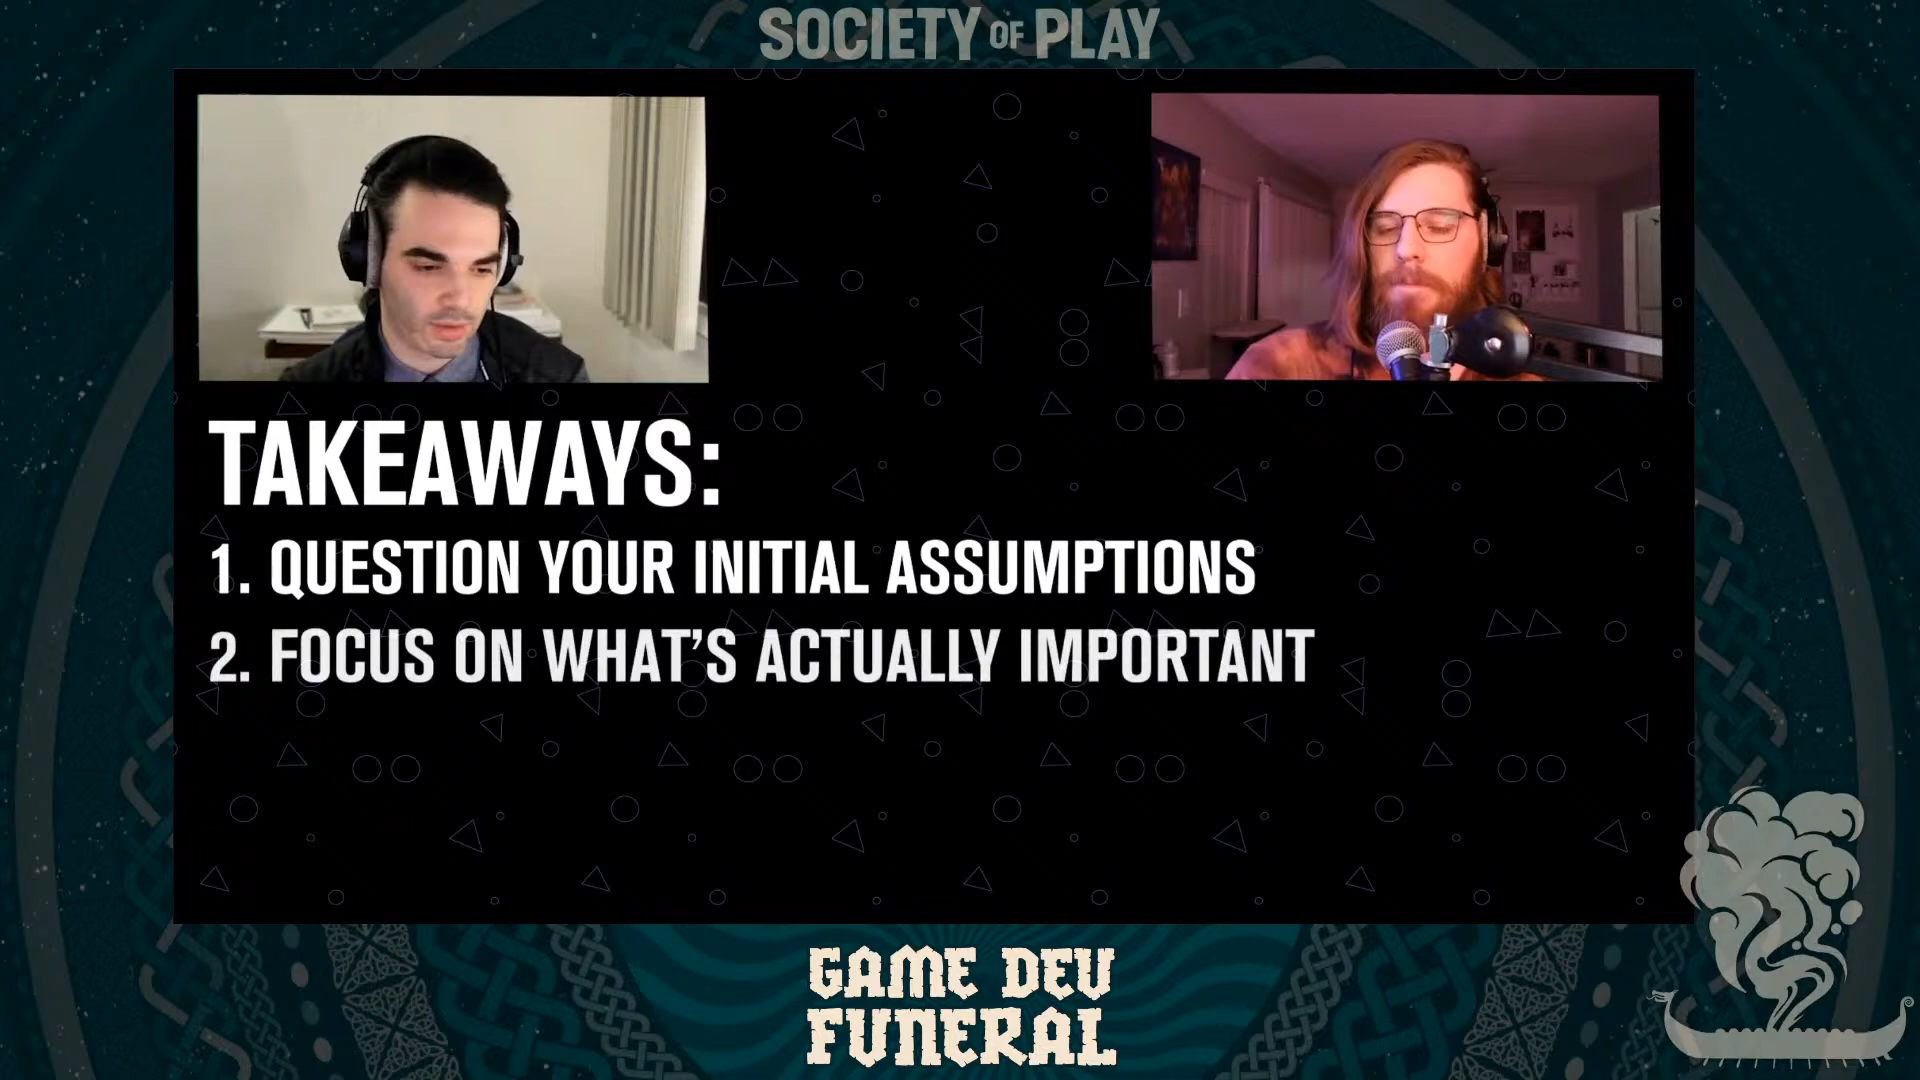 SOCIETY OF PLAY
TAKEAWAYS:
1. QUESTION YOUR INITIAL ASSUMPTIONS
2. FOCUS ON WHAT'S ACTUALLY IMPORTANT
GAME DEV
FUNERAL